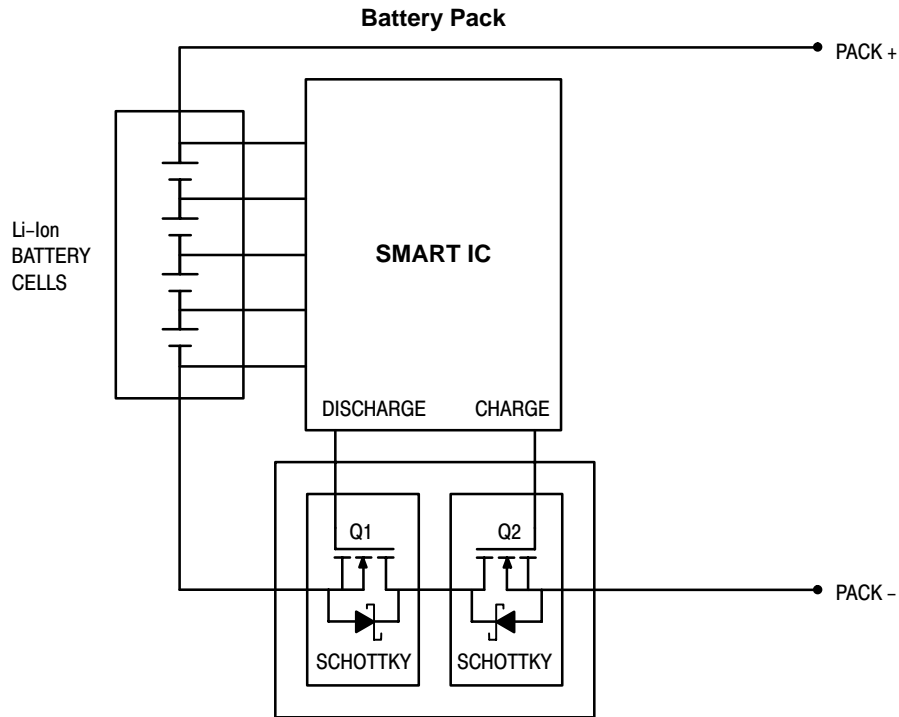 Battery Pack
PACK +
Li–Ion
BATTERY
CELLS
SMART IC
DISCHARGE CHARGE
Q1 Q2
PACK –
SCHOTTKY SCHOTTKY